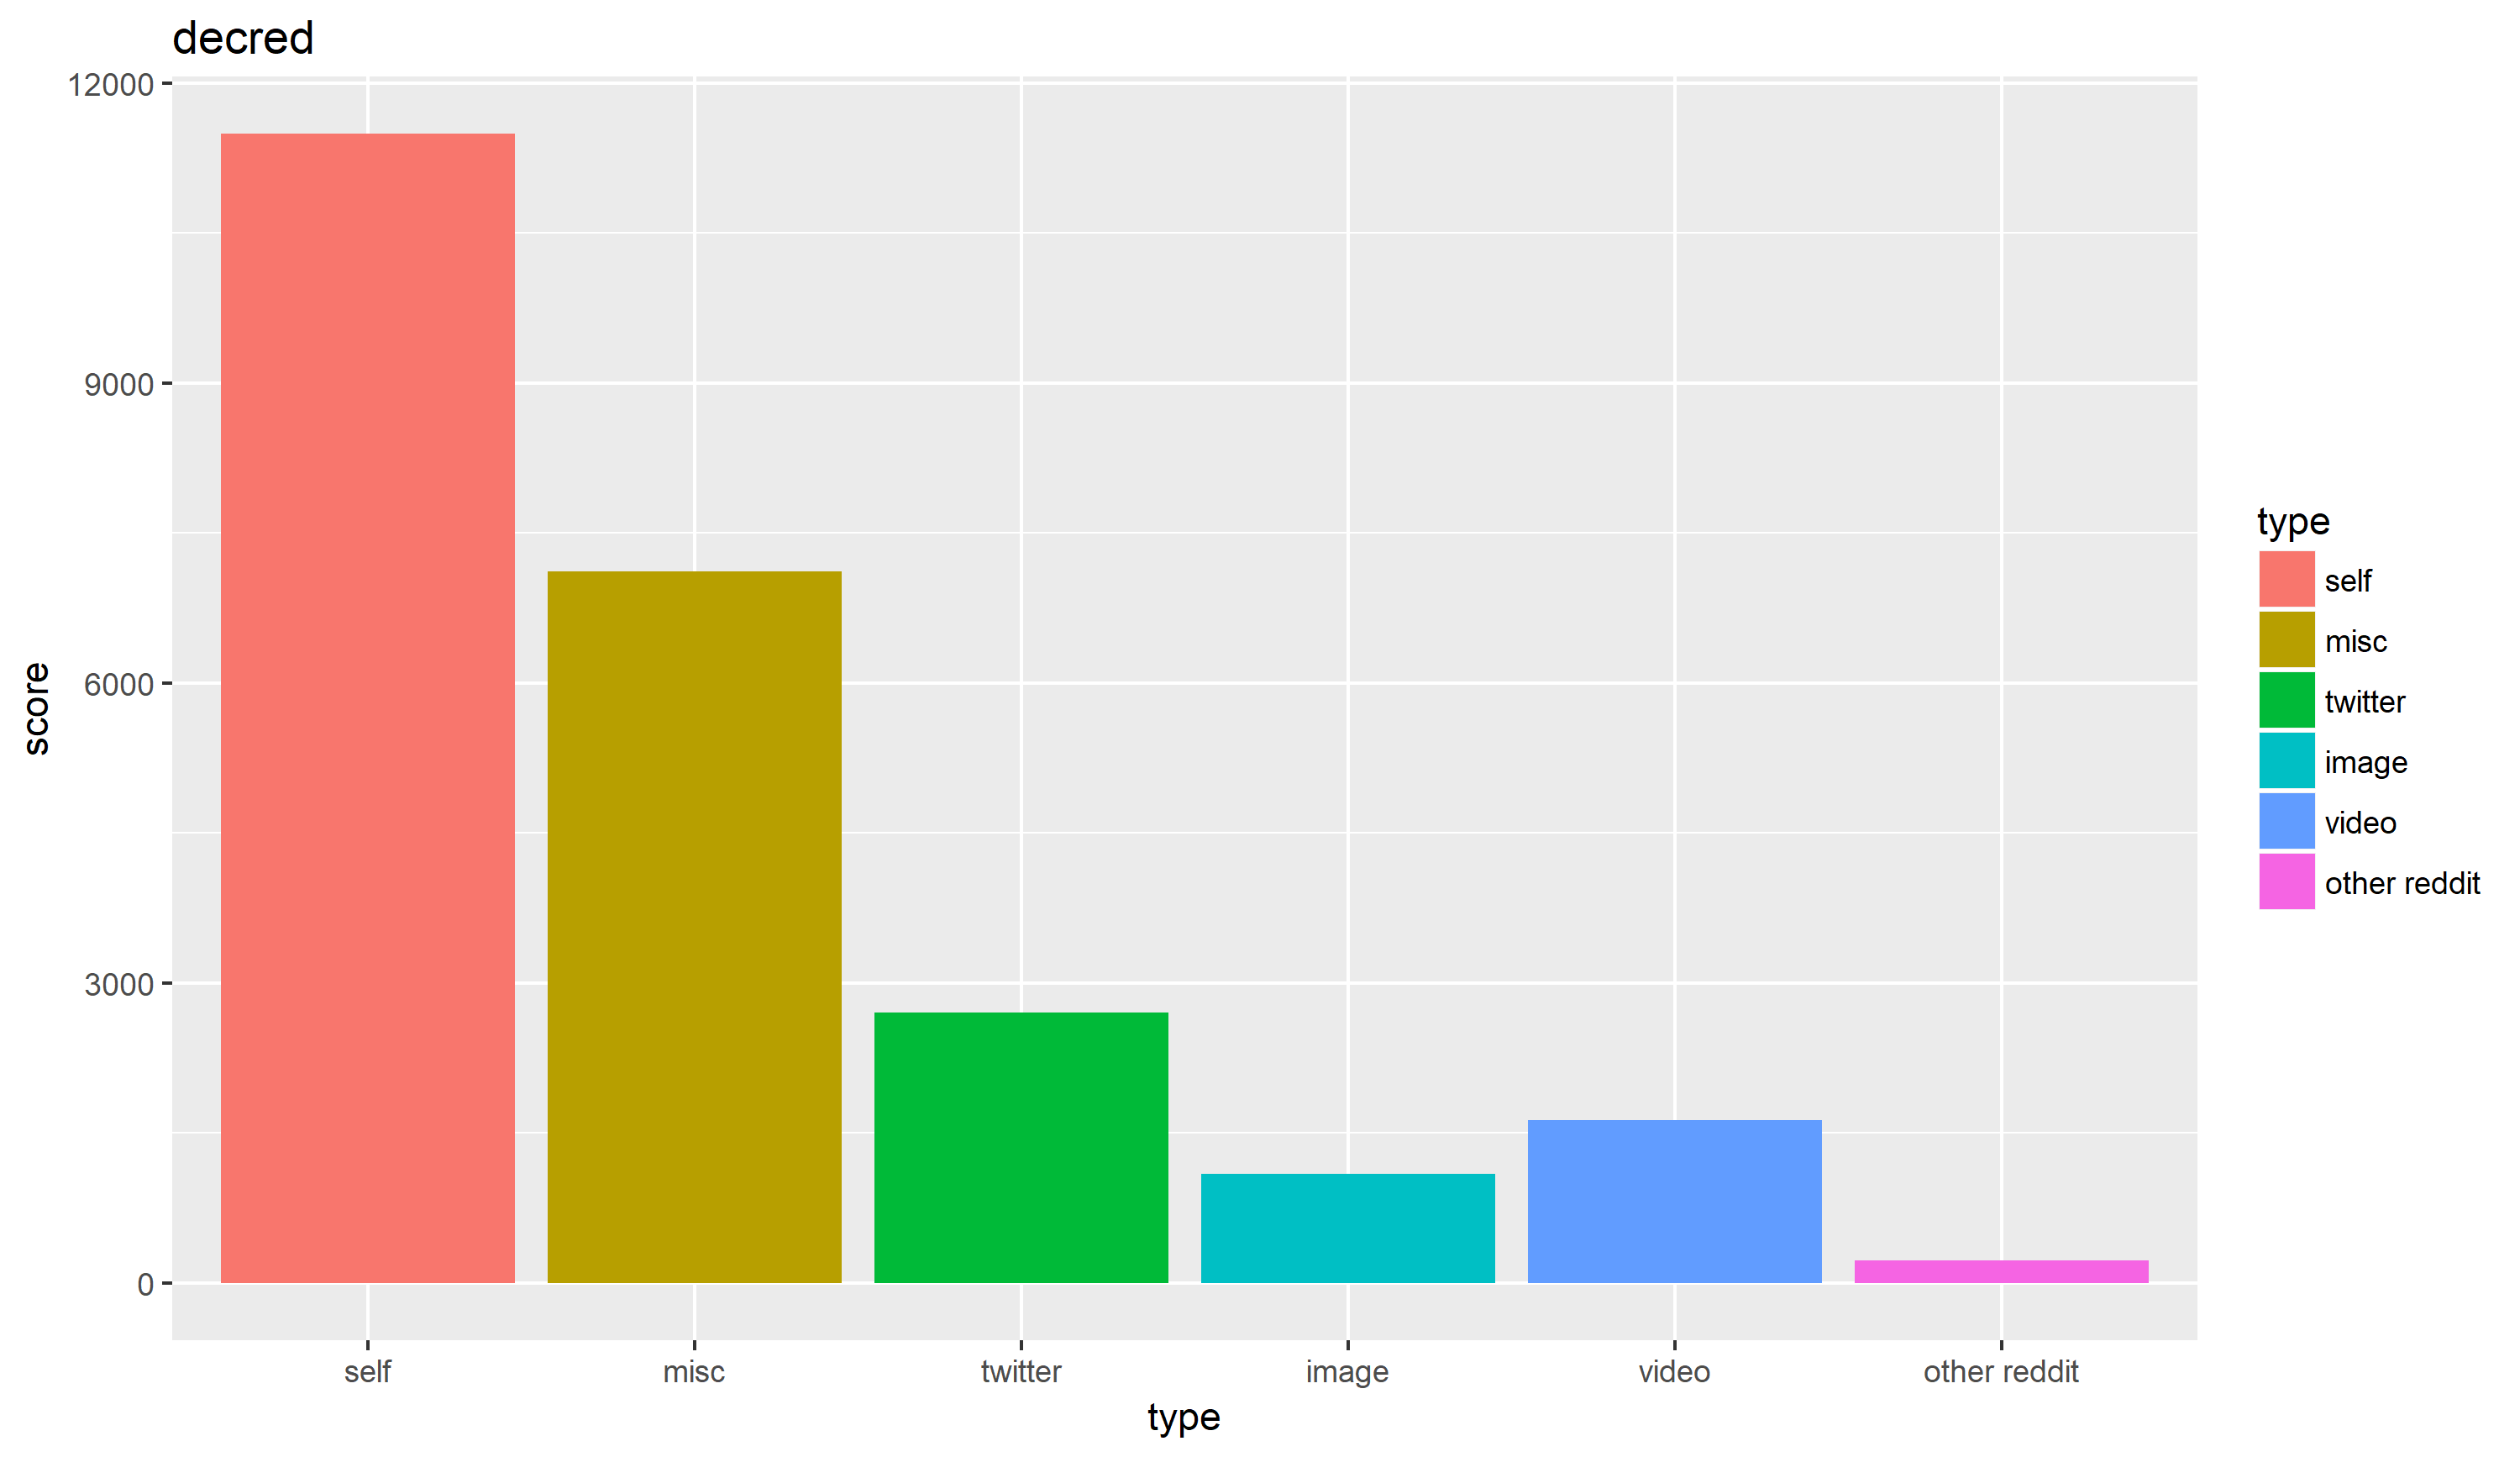 decred
12000
9000
6000
3000
0
score
self
misc
twitter
image
video
other reddit
type
type
self
misc
twitter
image
video
other reddit